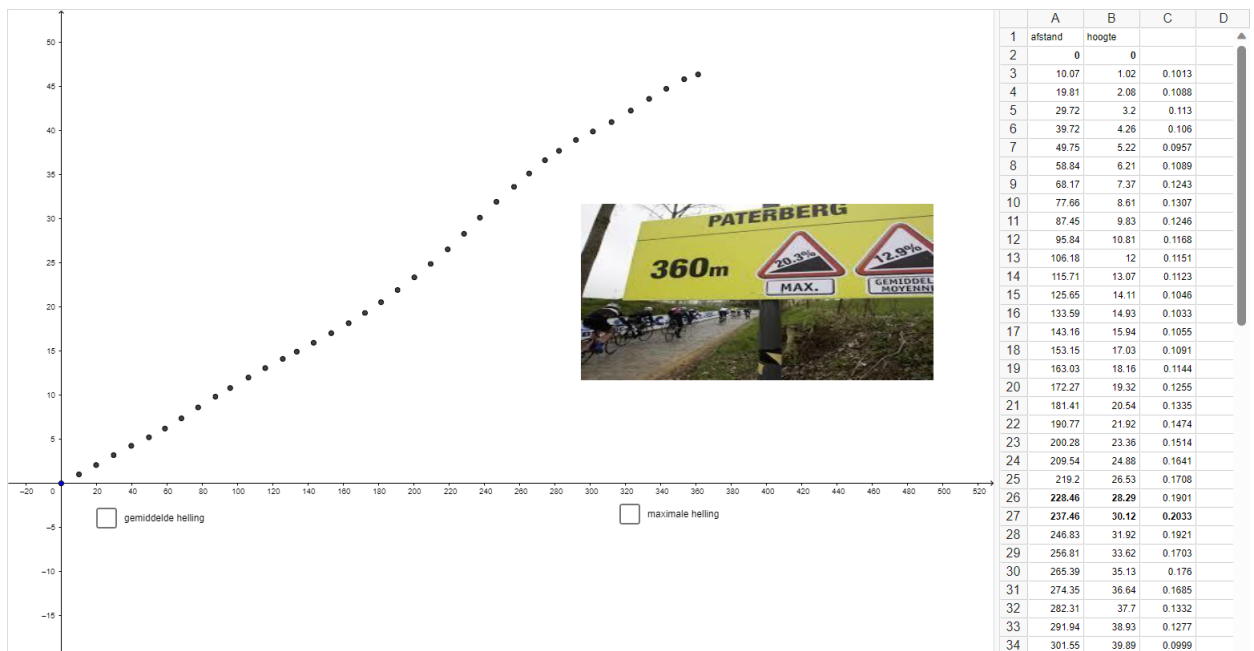 50
45
40
35
30
25
20
15
10
5
−20 0 20 40 60 80 100 120 140 160 180 200 220 240 260 280 300 320 340 360 380 400 420 440 460 480 500 520
−5
−10
−15
gemiddelde helling
maximale helling
PATERBERG
360m
20.3%
MAX.
12.9%
GEMIDDEL
MOYENN
A B C D
1 afstand hoogte
2 0 0
3 10.07 1.02 0.1013
4 19.81 2.08 0.1088
5 29.72 3.2 0.113
6 39.72 4.26 0.106
7 49.75 5.22 0.0957
8 58.84 6.21 0.1089
9 68.17 7.37 0.1243
10 77.66 8.61 0.1307
11 87.45 9.83 0.1246
12 95.84 10.81 0.1168
13 106.18 12 0.1151
14 115.71 13.07 0.1123
15 125.65 14.11 0.1046
16 133.59 14.93 0.1033
17 143.16 15.94 0.1055
18 153.15 17.03 0.1091
19 163.03 18.16 0.1144
20 172.27 19.32 0.1255
21 181.41 20.54 0.1335
22 190.77 21.92 0.1474
23 200.28 23.36 0.1514
24 209.54 24.88 0.1641
25 219.2 26.53 0.1708
26 228.46 28.29 0.1901
27 237.46 30.12 0.2033
28 246.83 31.92 0.1921
29 256.81 33.62 0.1703
30 265.39 35.13 0.176
31 274.35 36.64 0.1685
32 282.31 37.7 0.1332
33 291.94 38.93 0.1277
34 301.55 39.89 0.0999